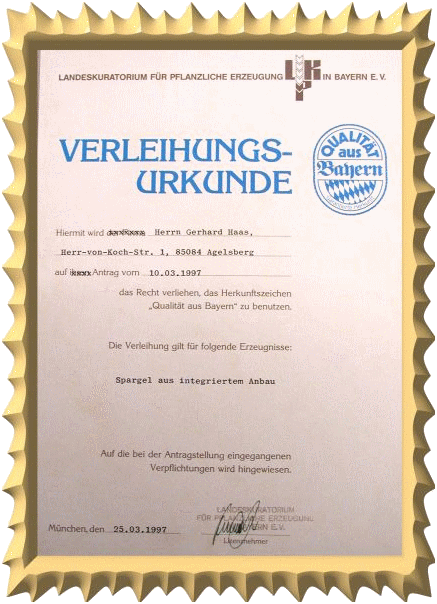 LANDESKURATORIUM FÜR PFLANZLICHE ERZEUGUNG LKP IN BAYERN E. V.
VERLEIHUNGS-
URKUNDE
QUALITÄT
aus
Bayern
Hiermit wird Herrn Gerhard Haas,
Herr-von-Koch-Str. 1, 85084 Agelsberg
auf Antrag vom 10.03.1997
das Recht verliehen, das Herkunftszeichen
„Qualität aus Bayern" zu benutzen.
Die Verleihung gilt für folgende Erzeugnisse:
Spargel aus integriertem Anbau
Auf die bei der Antragstellung eingegangenen
Verpflichtungen wird hingewiesen.
LANDESKURATORIUM
FÜR PFLANZLICHE ERZEUGUNG
BAYERN E.V.
München, den 25.03.1997